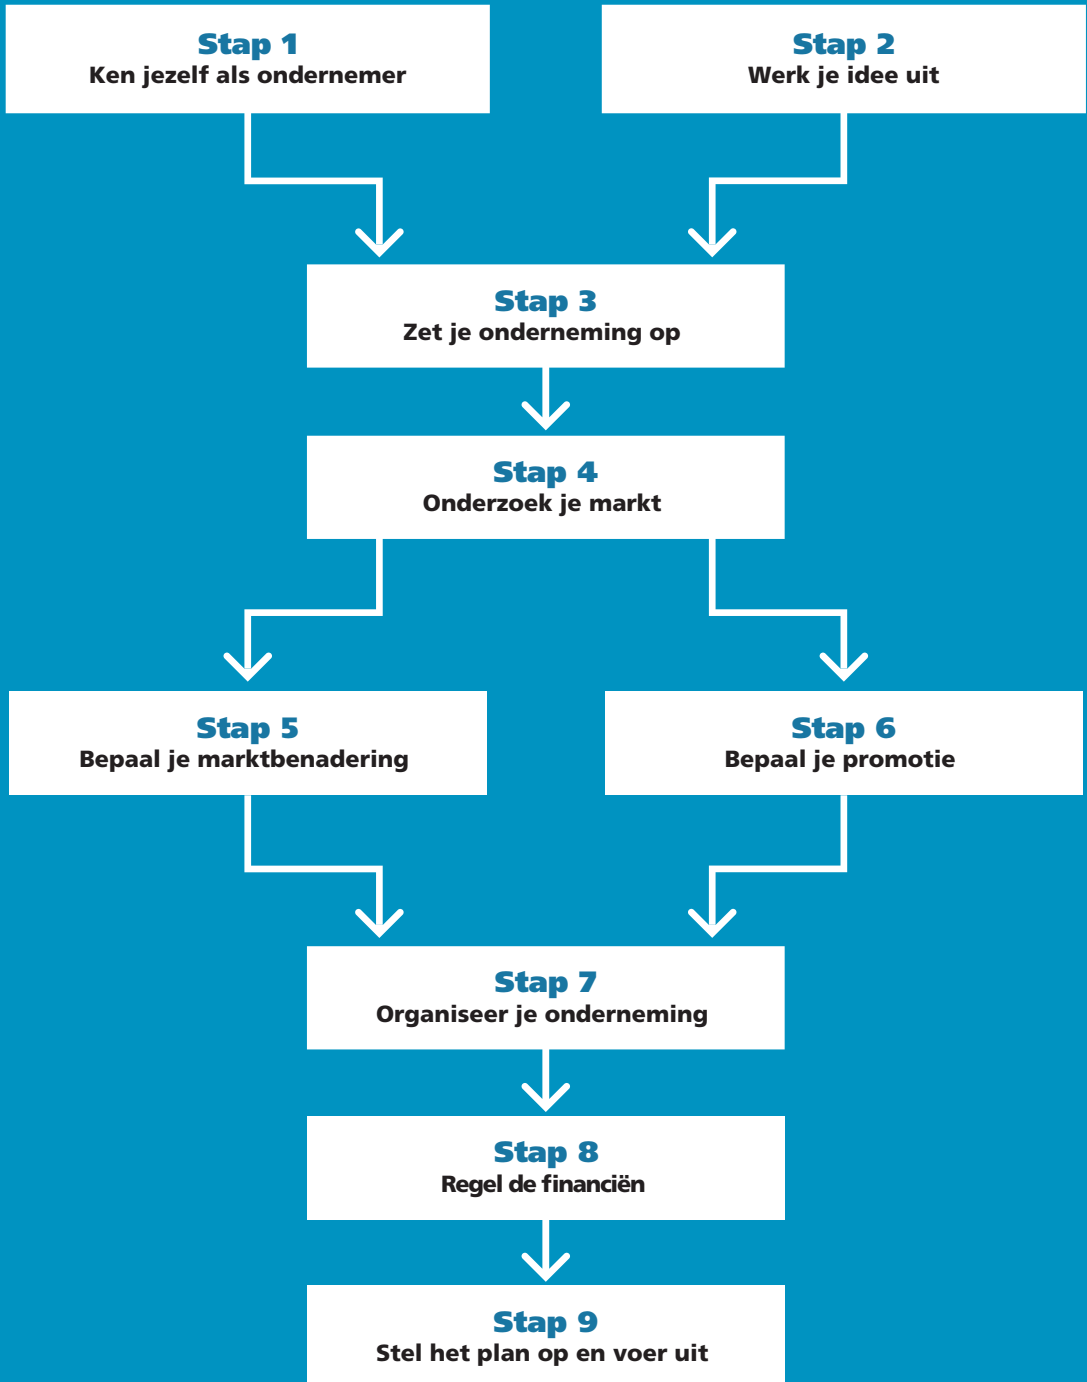 Stap 1
Ken jezelf als ondernemer
Stap 2
Werk je idee uit
Stap 3
Zet je onderneming op
Stap 4
Onderzoek je markt
Stap 5
Bepaal je marktbenadering
Stap 6
Bepaal je promotie
Stap 7
Organiseer je onderneming
Stap 8
Regel de financiën
Stap 9
Stel het plan op en voer uit